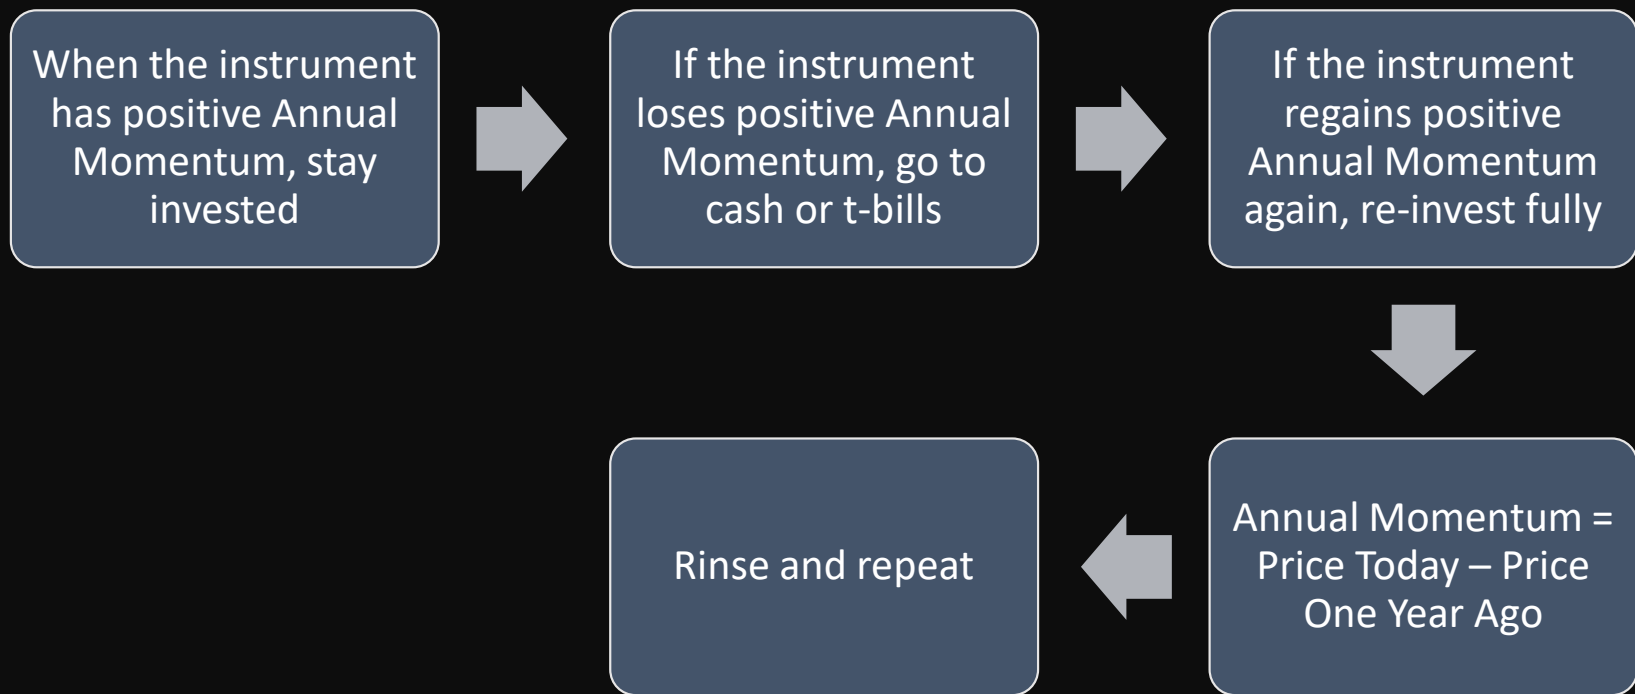 When the instrument
has positive Annual
Momentum, stay
invested
If the instrument
loses positive Annual
Momentum, go to
cash or t-bills
If the instrument
regains positive
Annual Momentum
again, re-invest fully
Annual Momentum =
Price Today – Price
One Year Ago
Rinse and repeat